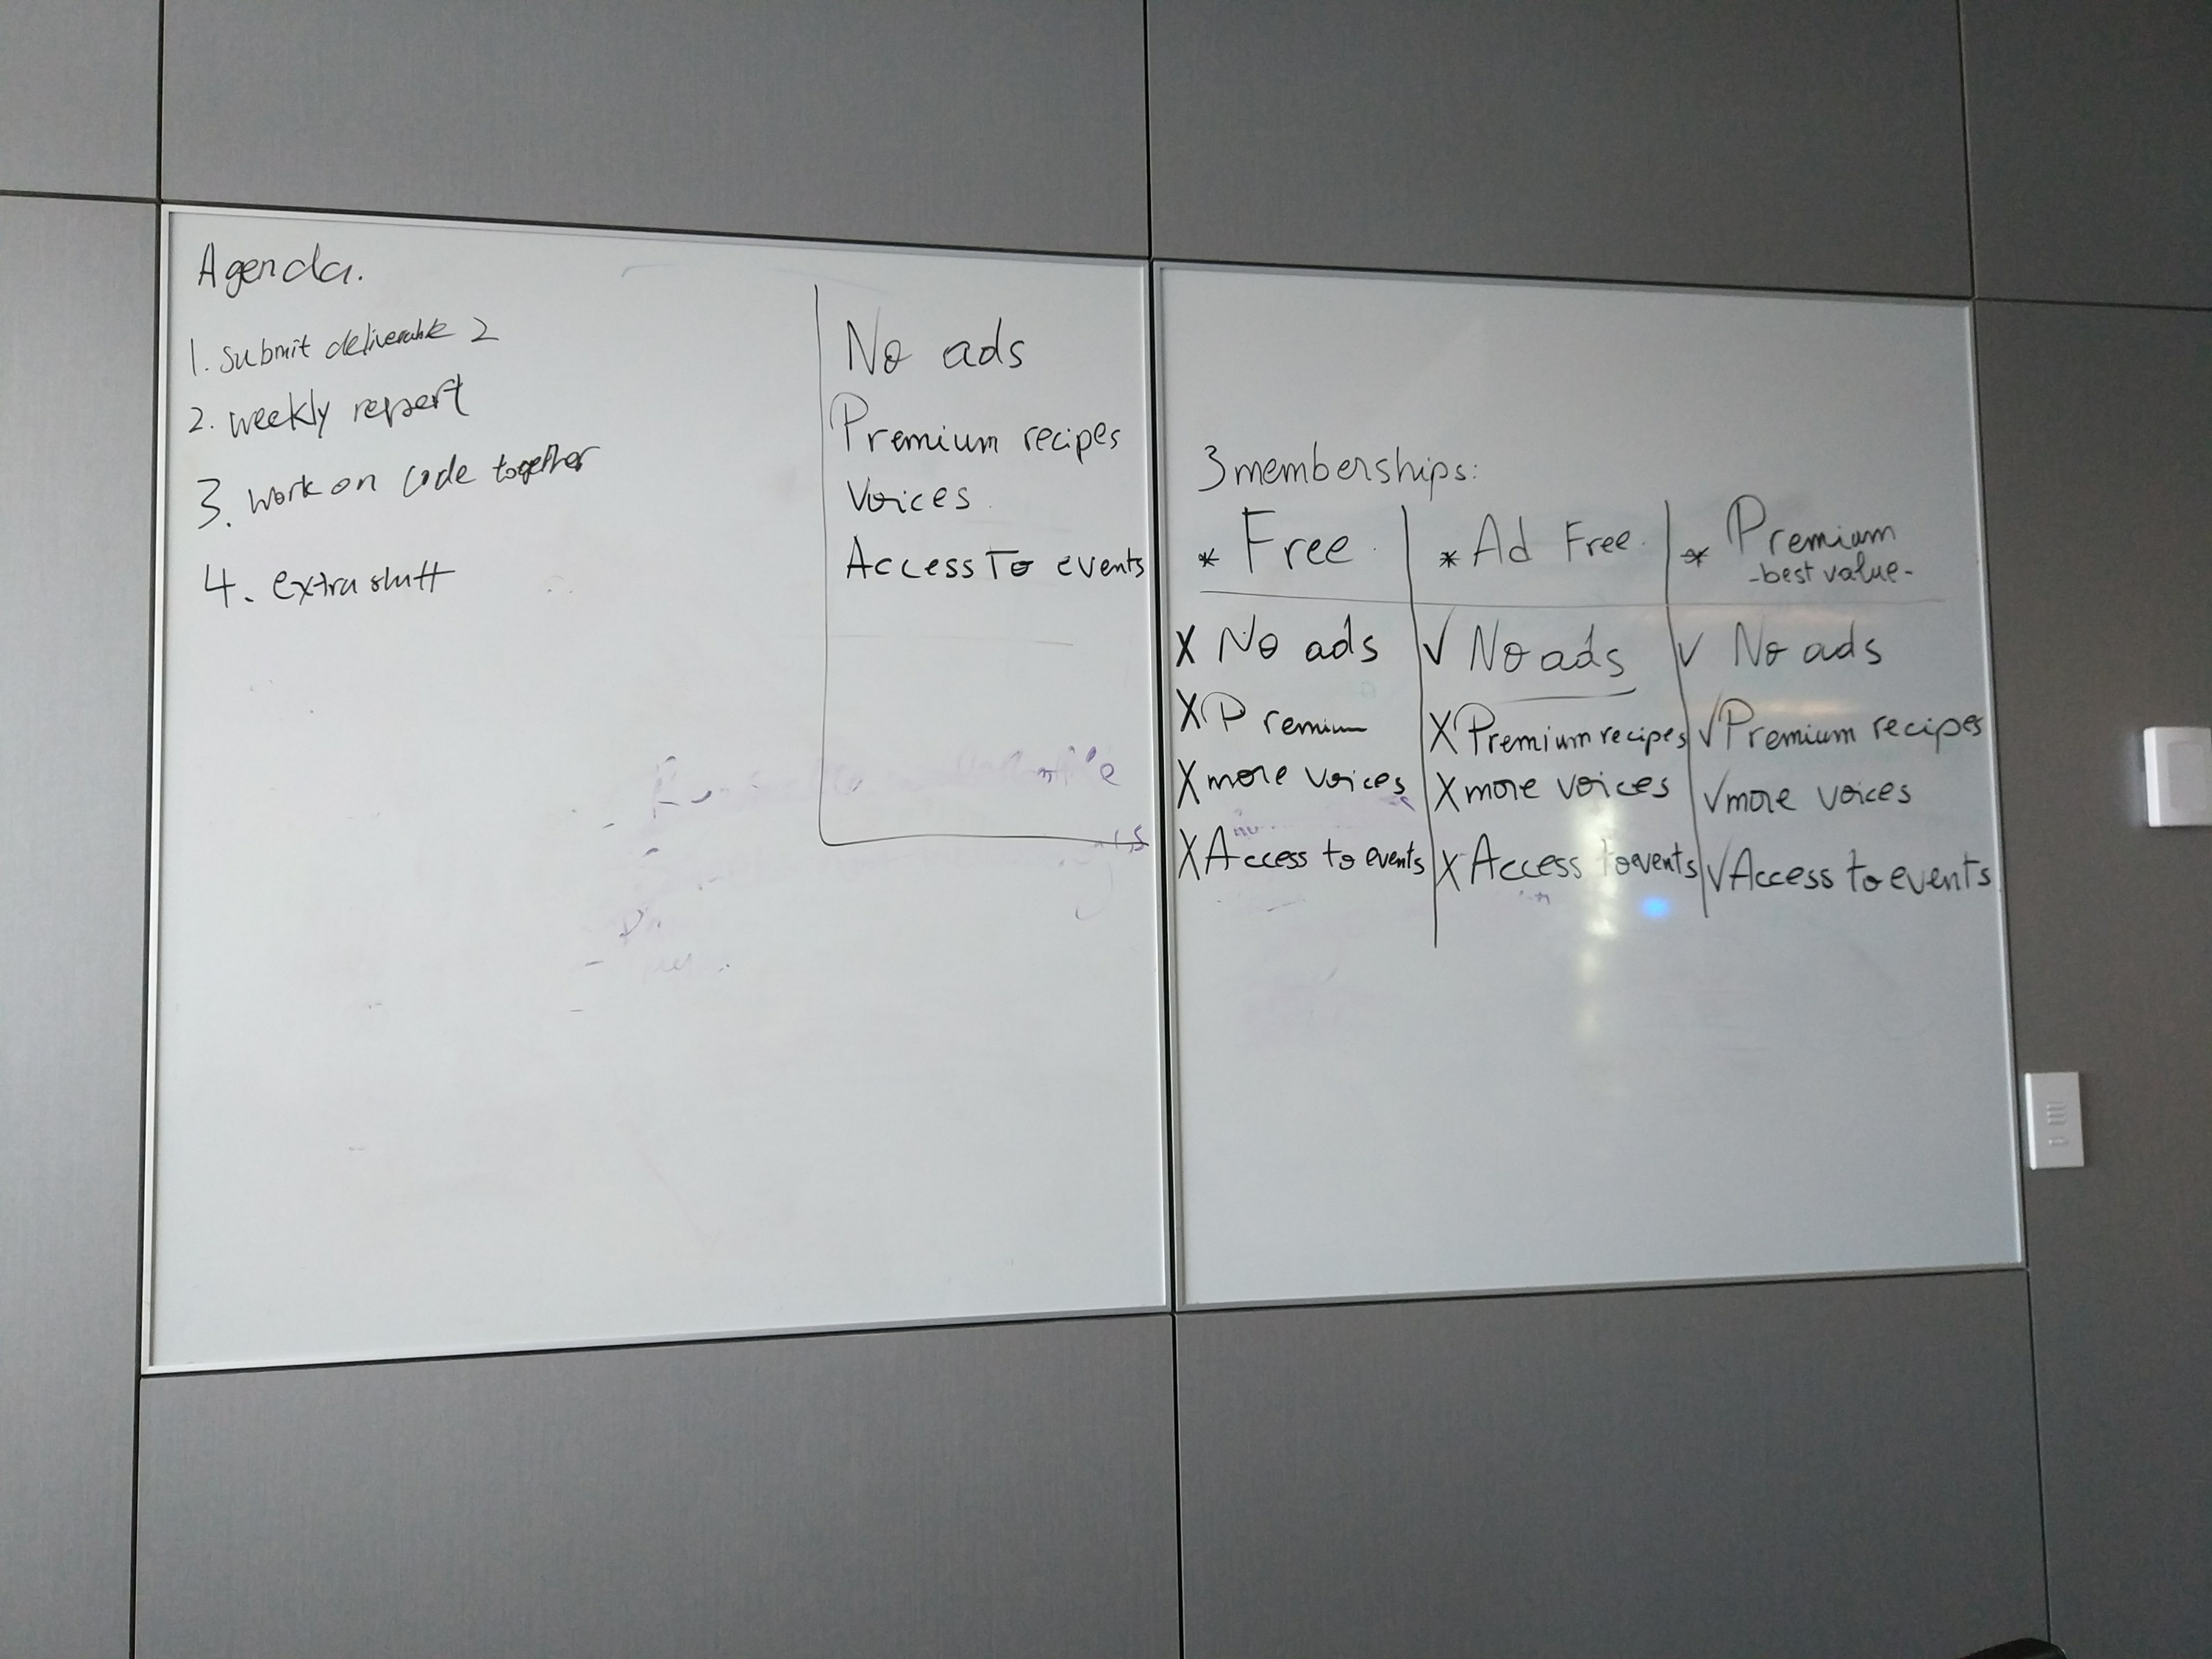 Agenda.
1. submit deliverable 2
2. weekly report
3. work on code together
4. extra stuff
No ads
Premium recipes
Voices
Access To events
3 memberships:
* Free
X No ads
X Premium
X more voices
X Access to events
* Ad Free
✓ No ads
X Premium recipes
X more voices
X Access to events
* Premium
-best value-
✓ No ads
✓ Premium recipes
✓ more voices
✓ Access to events